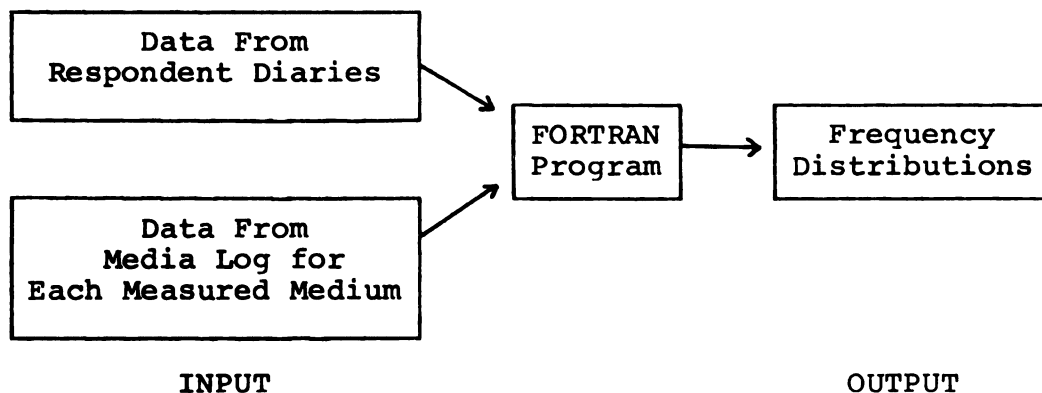 Data From
Respondent Diaries
FORTRAN
Program
Frequency
Distributions
Data From
Media Log for
Each Measured Medium
INPUT
OUTPUT